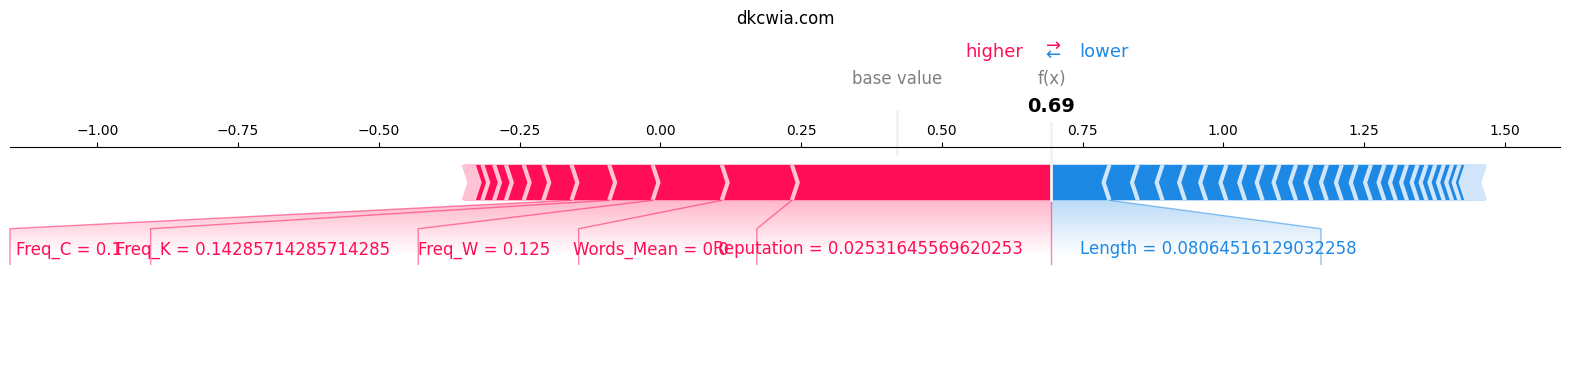 dkcwia.com
higher → lower
←
base value f(x)
0.69
−1.00 −0.75 −0.50 −0.25 0.00 0.25 0.50 0.75 1.00 1.25 1.50
Freq_C = 0.1 Freq_K = 0.14285714285714285 Freq_W = 0.125 Words_Mean = 0.0 Reputation = 0.02531645569620253 Length = 0.08064516129032258